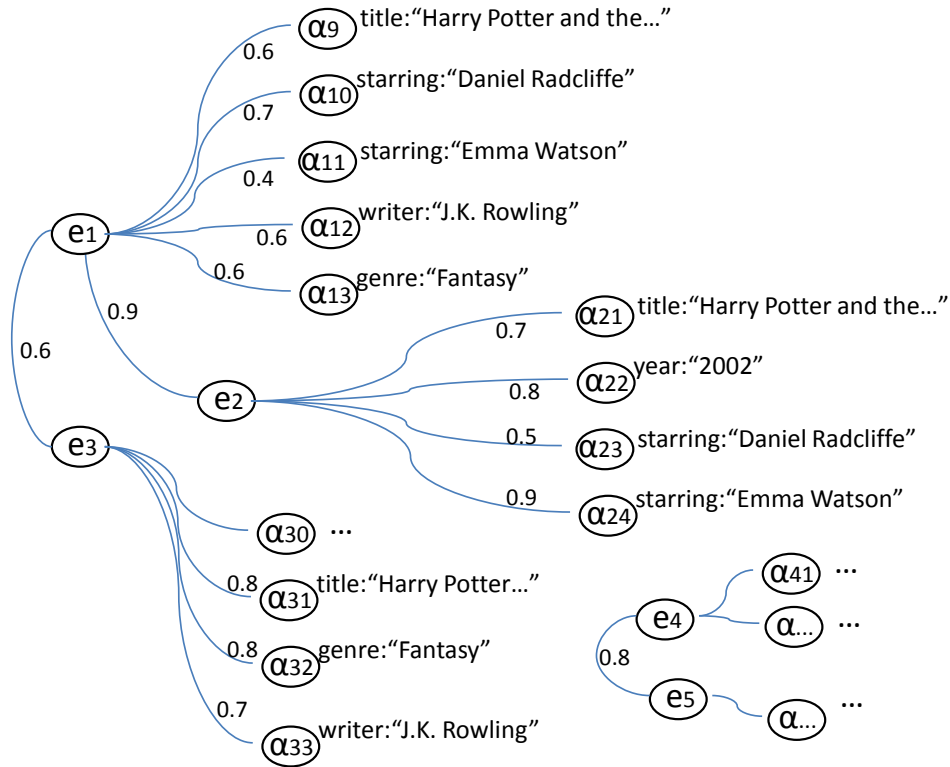 α9 title:“Harry Potter and the…”
0.6
α10 starring:“Daniel Radcliffe”
0.7
α11 starring:“Emma Watson”
0.4
α12 writer:“J.K. Rowling”
0.6
e1
α13 genre:“Fantasy”
0.6
0.9
0.6
α21 title:“Harry Potter and the…”
0.7
α22 year:“2002”
0.8
e2
α23 starring:“Daniel Radcliffe”
0.5
α24 starring:“Emma Watson”
0.9
e3
α30 …
α31 title:“Harry Potter…”
0.8
α32 genre:“Fantasy”
0.8
α33 writer:“J.K. Rowling”
0.7
α41 …
e4
α... …
0.8
e5
α... …